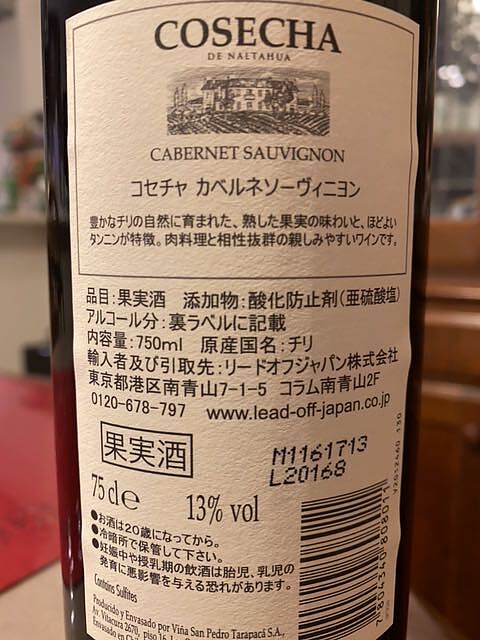 COSECHA
DE NALTAHUA
CABERNET SAUVIGNON
コセチャ カベルネソーヴィニヨン
豊かなチリの自然に育まれた、熟した果実の味わいと、ほどよい
タンニンが特徴。肉料理と相性抜群の親しみやすいワインです。
品目:果実酒 添加物:酸化防止剤(亜硫酸塩)
アルコール分:裏ラベルに記載
内容量:750ml 原産国名:チリ
輸入者及び引取先:リードオフジャパン株式会社
東京都港区南青山7-1-5 コラム南青山2F
0120-678-797 www.lead-off-japan.co.jp
果実酒
M1161713
L20168
75 cl e
13% vol
●お酒は20歳になってから。
●冷暗所で保管して下さい。
●妊娠中や授乳期の飲酒は胎児、乳児の
発育に悪影響を与える恐れがあります。
Contains Sulfites
Producido y Envasado por Viña San Pedro Tarapacá S.A.,
Av. Vitacura 2670, piso 16,
7 804340 808011
V2012460 130